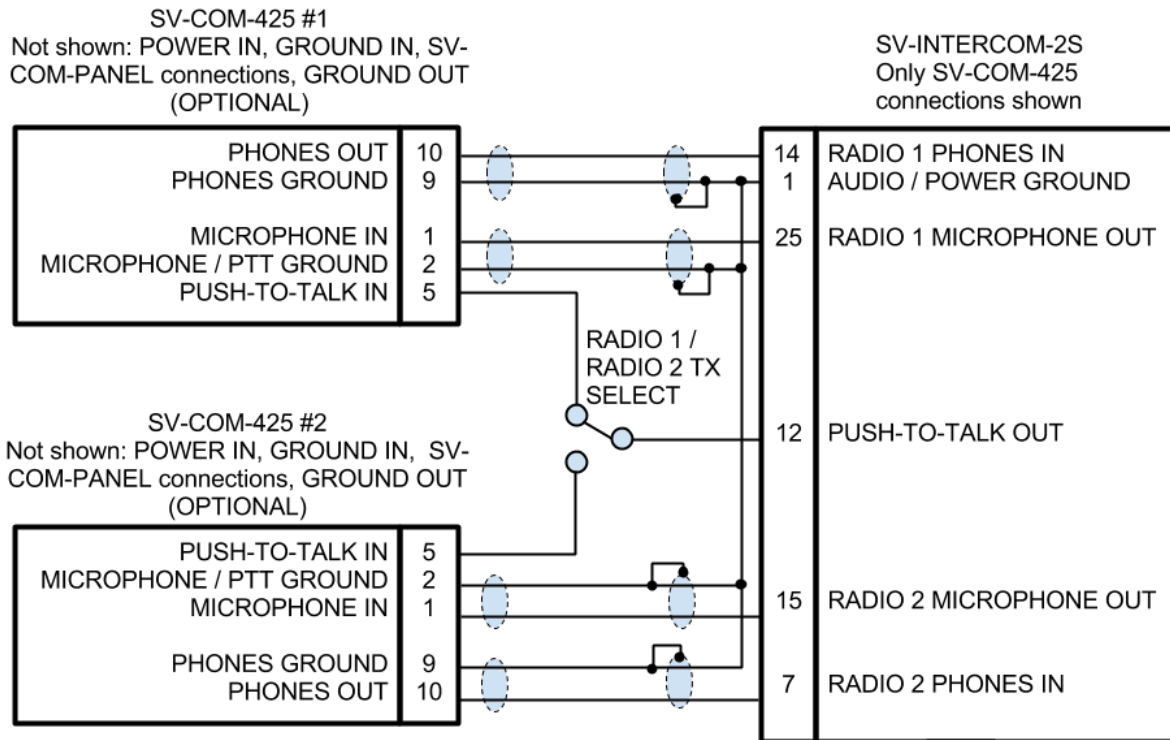 SV-COM-425 #1
Not shown: POWER IN, GROUND IN, SV-
COM-PANEL connections, GROUND OUT
(OPTIONAL)
SV-INTERCOM-2S
Only SV-COM-425
connections shown
PHONES OUT 10
PHONES GROUND 9
MICROPHONE IN 1
MICROPHONE / PTT GROUND 2
PUSH-TO-TALK IN 5
14 RADIO 1 PHONES IN
1 AUDIO / POWER GROUND
25 RADIO 1 MICROPHONE OUT
RADIO 1 /
RADIO 2 TX
SELECT
12 PUSH-TO-TALK OUT
SV-COM-425 #2
Not shown: POWER IN, GROUND IN, SV-
COM-PANEL connections, GROUND OUT
(OPTIONAL)
PUSH-TO-TALK IN 5
MICROPHONE / PTT GROUND 2
MICROPHONE IN 1
PHONES GROUND 9
PHONES OUT 10
15 RADIO 2 MICROPHONE OUT
7 RADIO 2 PHONES IN